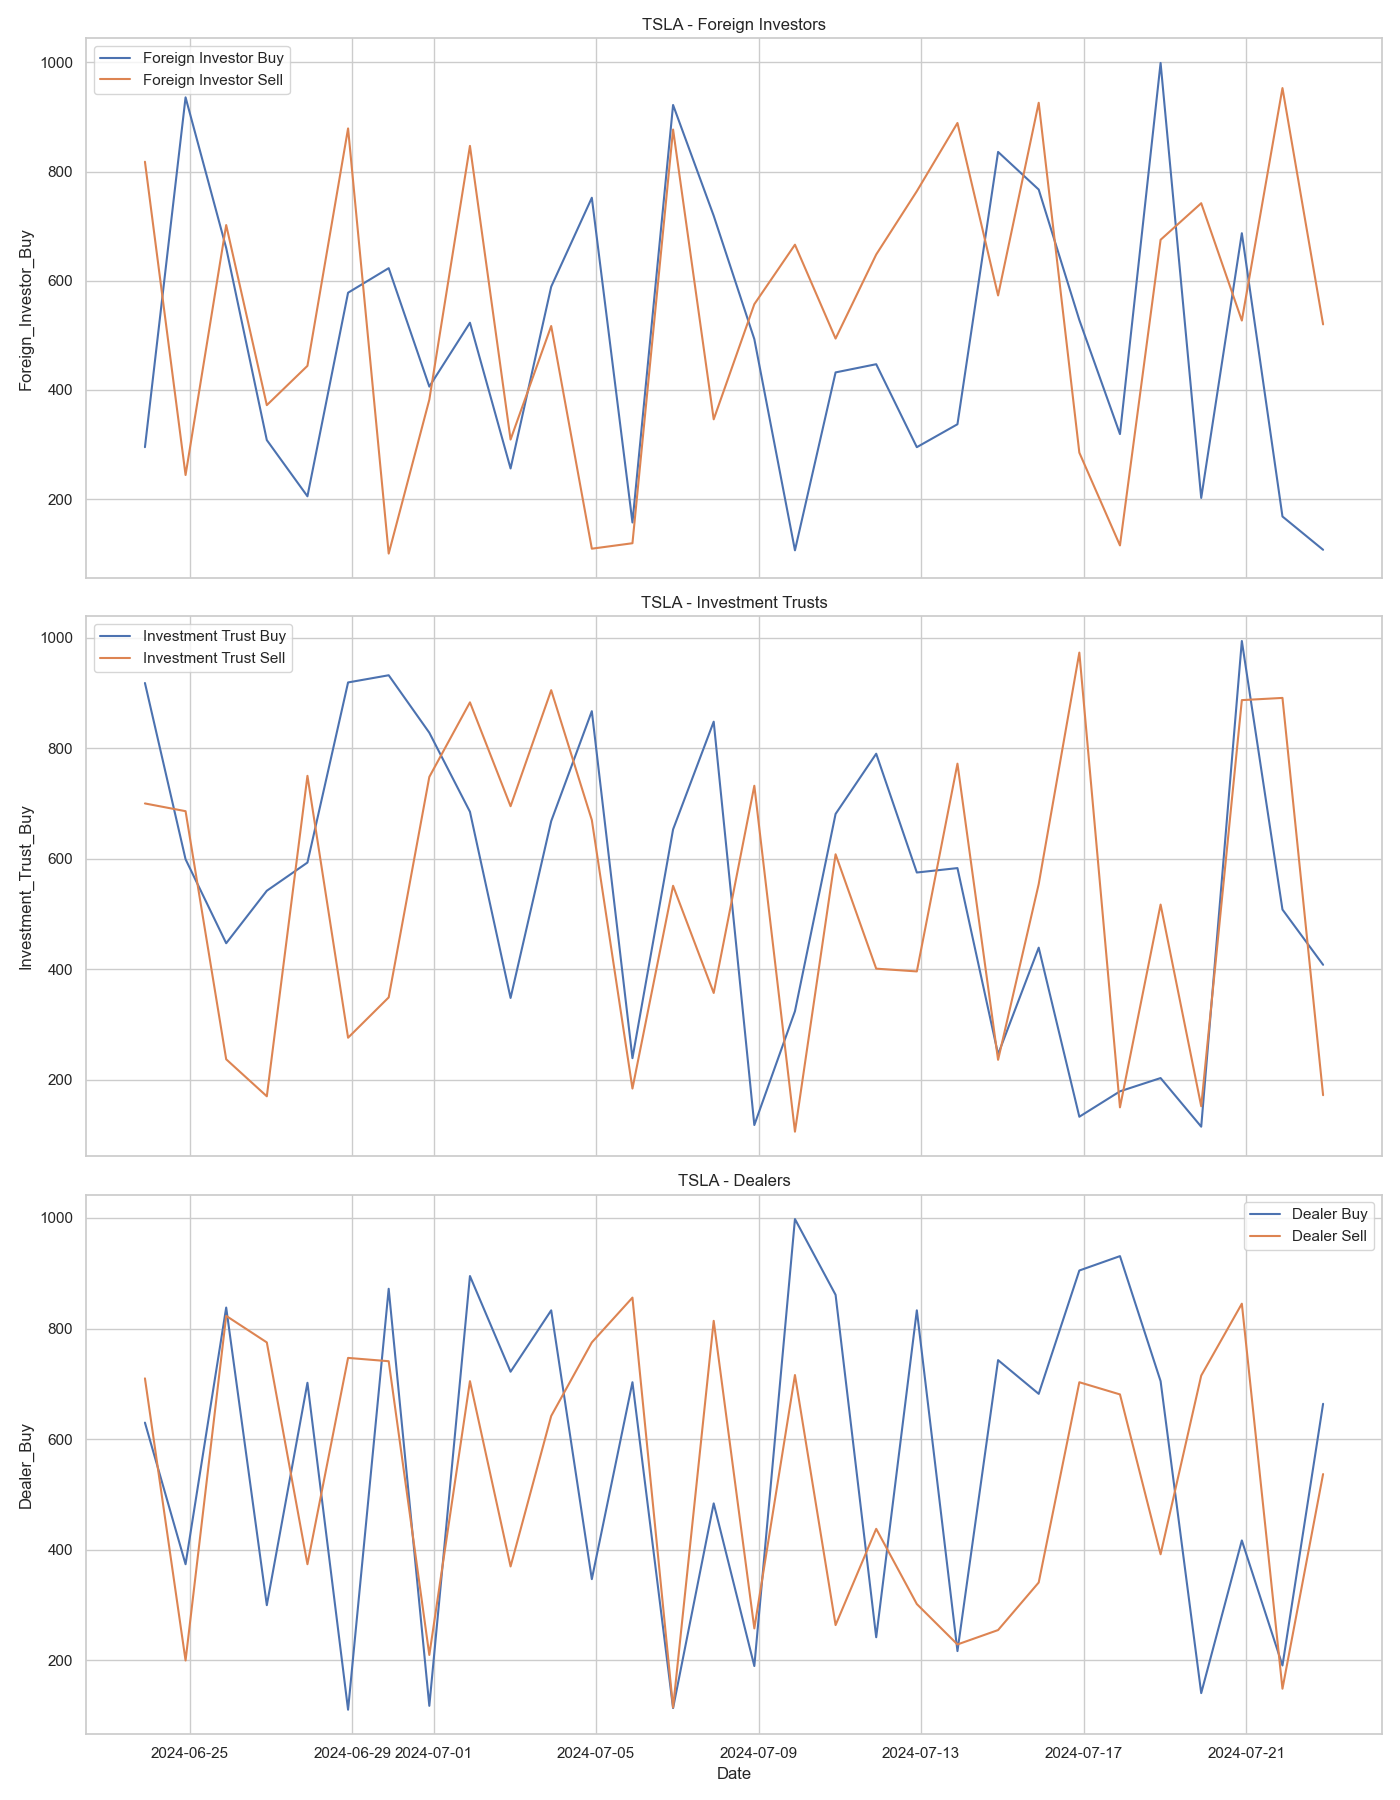 TSLA - Foreign Investors
Foreign Investor Buy
Foreign Investor Sell
Foreign_Investor_Buy
1000
800
600
400
200
TSLA - Investment Trusts
Investment Trust Buy
Investment Trust Sell
Investment_Trust_Buy
1000
800
600
400
200
TSLA - Dealers
Dealer Buy
Dealer Sell
Dealer_Buy
1000
800
600
400
200
2024-06-25 2024-06-29 2024-07-01 2024-07-05 2024-07-09 2024-07-13 2024-07-17 2024-07-21
Date